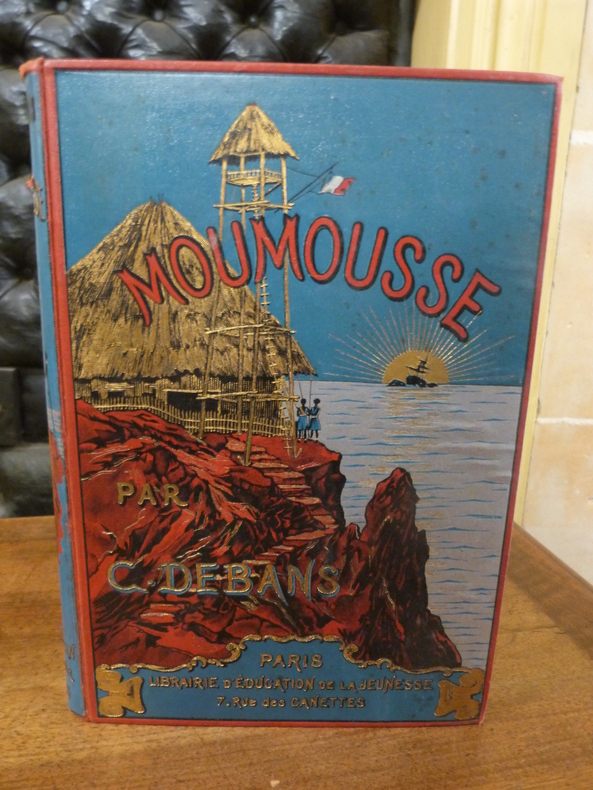 MOUMOUSSE
PAR
C. DEBANS
PARIS
LIBRAIRIE D'ÉDUCATION DE LA JEUNESSE
7. RUE des CANETTES